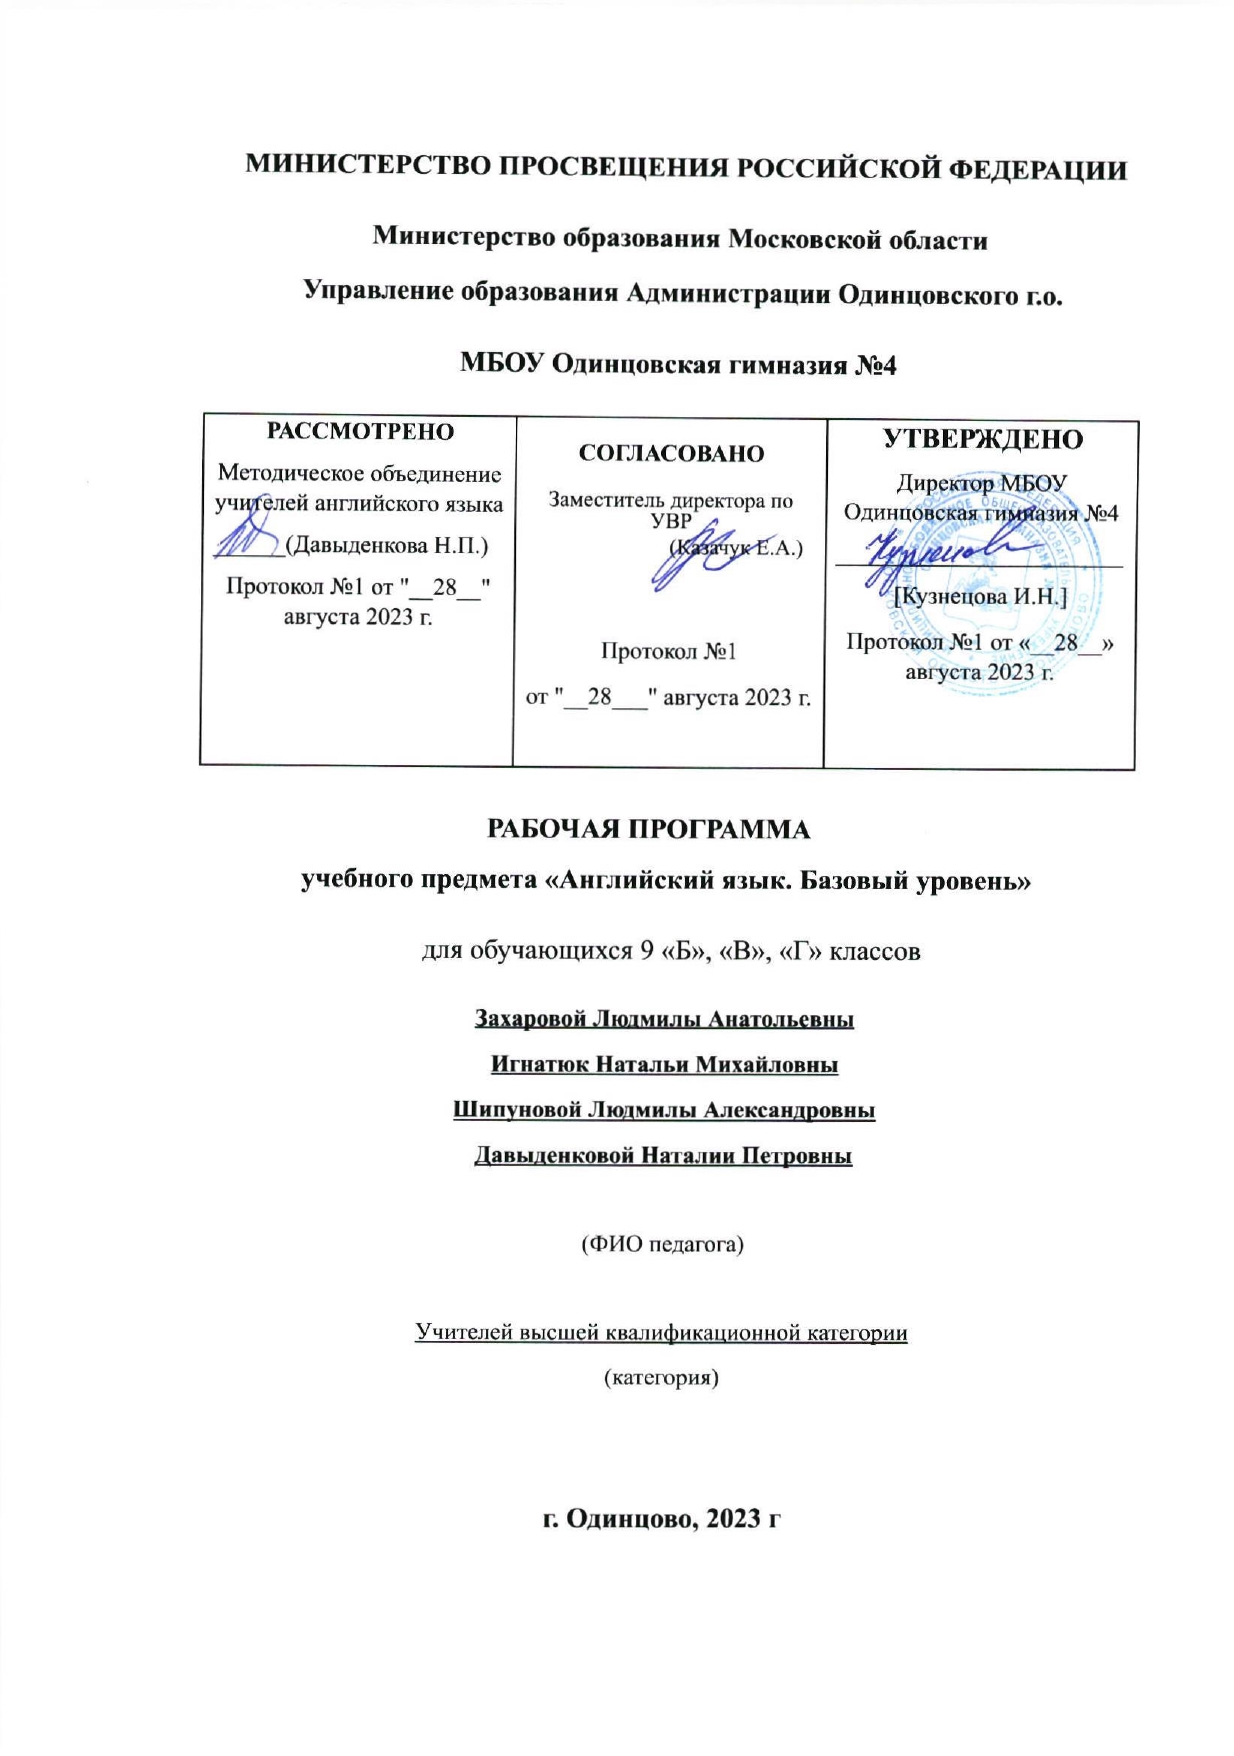 МИНИСТЕРСТВО ПРОСВЕЩЕНИЯ РОССИЙСКОЙ ФЕДЕРАЦИИ
Министерство образования Московской области
Управление образования Администрации Одинцовского г.о.
МБОУ Одинцовская гимназия №4
РАССМОТРЕНО
Методическое объединение
учителей английского языка
______(Давыденкова Н.П.)
Протокол №1 от "__28__"
августа 2023 г.
СОГЛАСОВАНО
Заместитель директора по
УВР
(Казачук Е.А.)
Протокол №1
от "__28___" августа 2023 г.
УТВЕРЖДЕНО
Директор МБОУ
Одинцовская гимназия №4
[Кузнецова И.Н.]
Протокол №1 от «__28__»
августа 2023 г.
РАБОЧАЯ ПРОГРАММА
учебного предмета «Английский язык. Базовый уровень»
для обучающихся 9 «Б», «В», «Г» классов
Захаровой Людмилы Анатольевны
Игнатюк Натальи Михайловны
Шипуновой Людмилы Александровны
Давыденковой Наталии Петровны
(ФИО педагога)
Учителей высшей квалификационной категории
(категория)
г. Одинцово, 2023 г